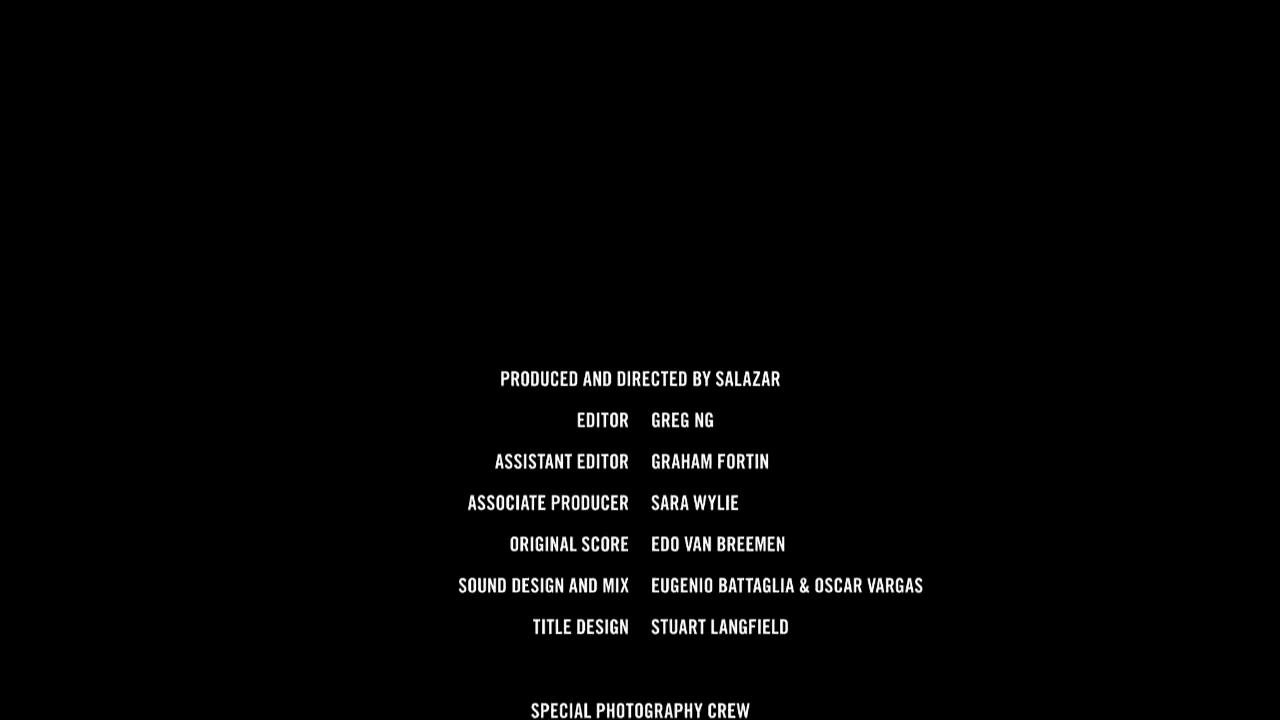 PRODUCED AND DIRECTED BY SALAZAR
EDITOR GREG NG
ASSISTANT EDITOR GRAHAM FORTIN
ASSOCIATE PRODUCER SARA WYLIE
ORIGINAL SCORE EDO VAN BREEMEN
SOUND DESIGN AND MIX EUGENIO BATTAGLIA & OSCAR VARGAS
TITLE DESIGN STUART LANGFIELD
SPECIAL PHOTOGRAPHY CREW